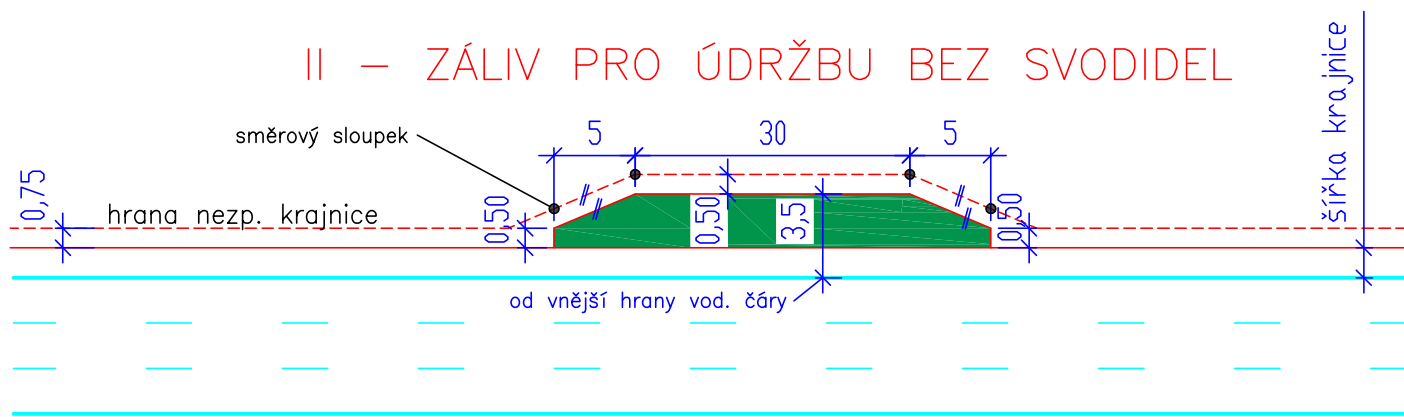 II – ZÁLIV PRO ÚDRŽBU BEZ SVODIDEL
směrový sloupek
5
30
5
šířka krajnice
0,75
hrana nezp. krajnice
0,50
0,50
3,5
0,50
od vnější hrany vod. čáry